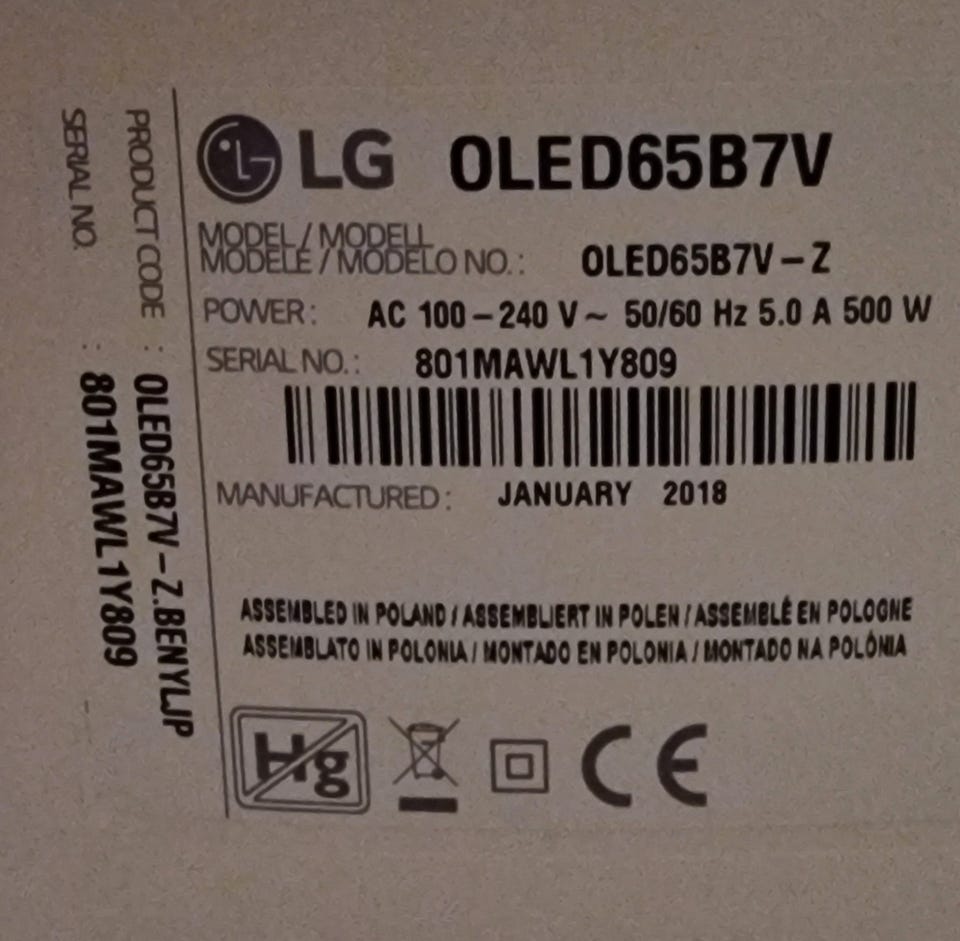 LG OLED65B7V
MODEL / MODELL
MODÈLE / MODELO NO. : OLED65B7V-Z
POWER : AC 100-240 V~ 50/60 Hz 5.0 A 500 W
SERIAL NO. : 801MAWL1Y809
MANUFACTURED : JANUARY 2018
ASSEMBLED IN POLAND / ASSEMBLIERT IN POLEN / ASSEMBLÉ EN POLOGNE
ASSEMBLATO IN POLONIA / MONTADO EN POLONIA / MONTADO NA POLÔNIA
Hg
CE
PRODUCT CODE : OLED65B7V-Z.BENYLJP
SERIAL NO. : 801MAWL1Y809